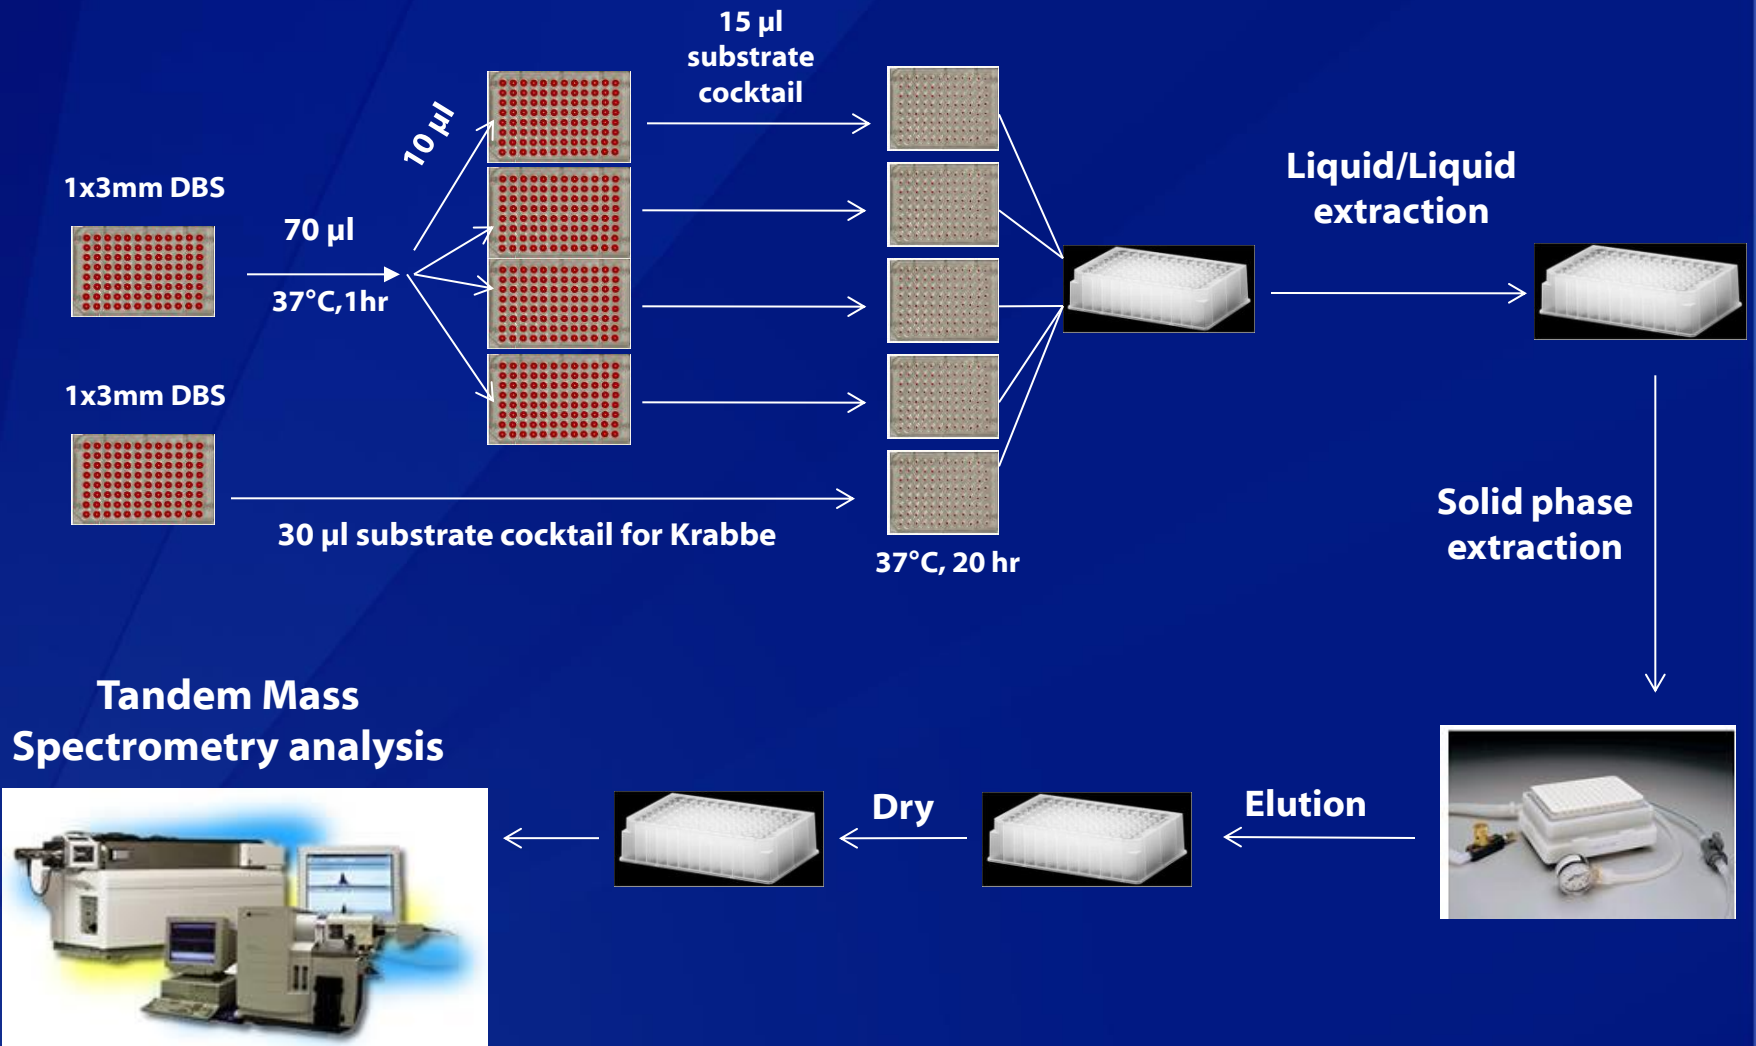 15 µl
substrate
cocktail
10 µl
1x3mm DBS
70 µl
37°C,1hr
Liquid/Liquid
extraction
1x3mm DBS
30 µl substrate cocktail for Krabbe
37°C, 20 hr
Solid phase
extraction
Tandem Mass
Spectrometry analysis
Dry
Elution